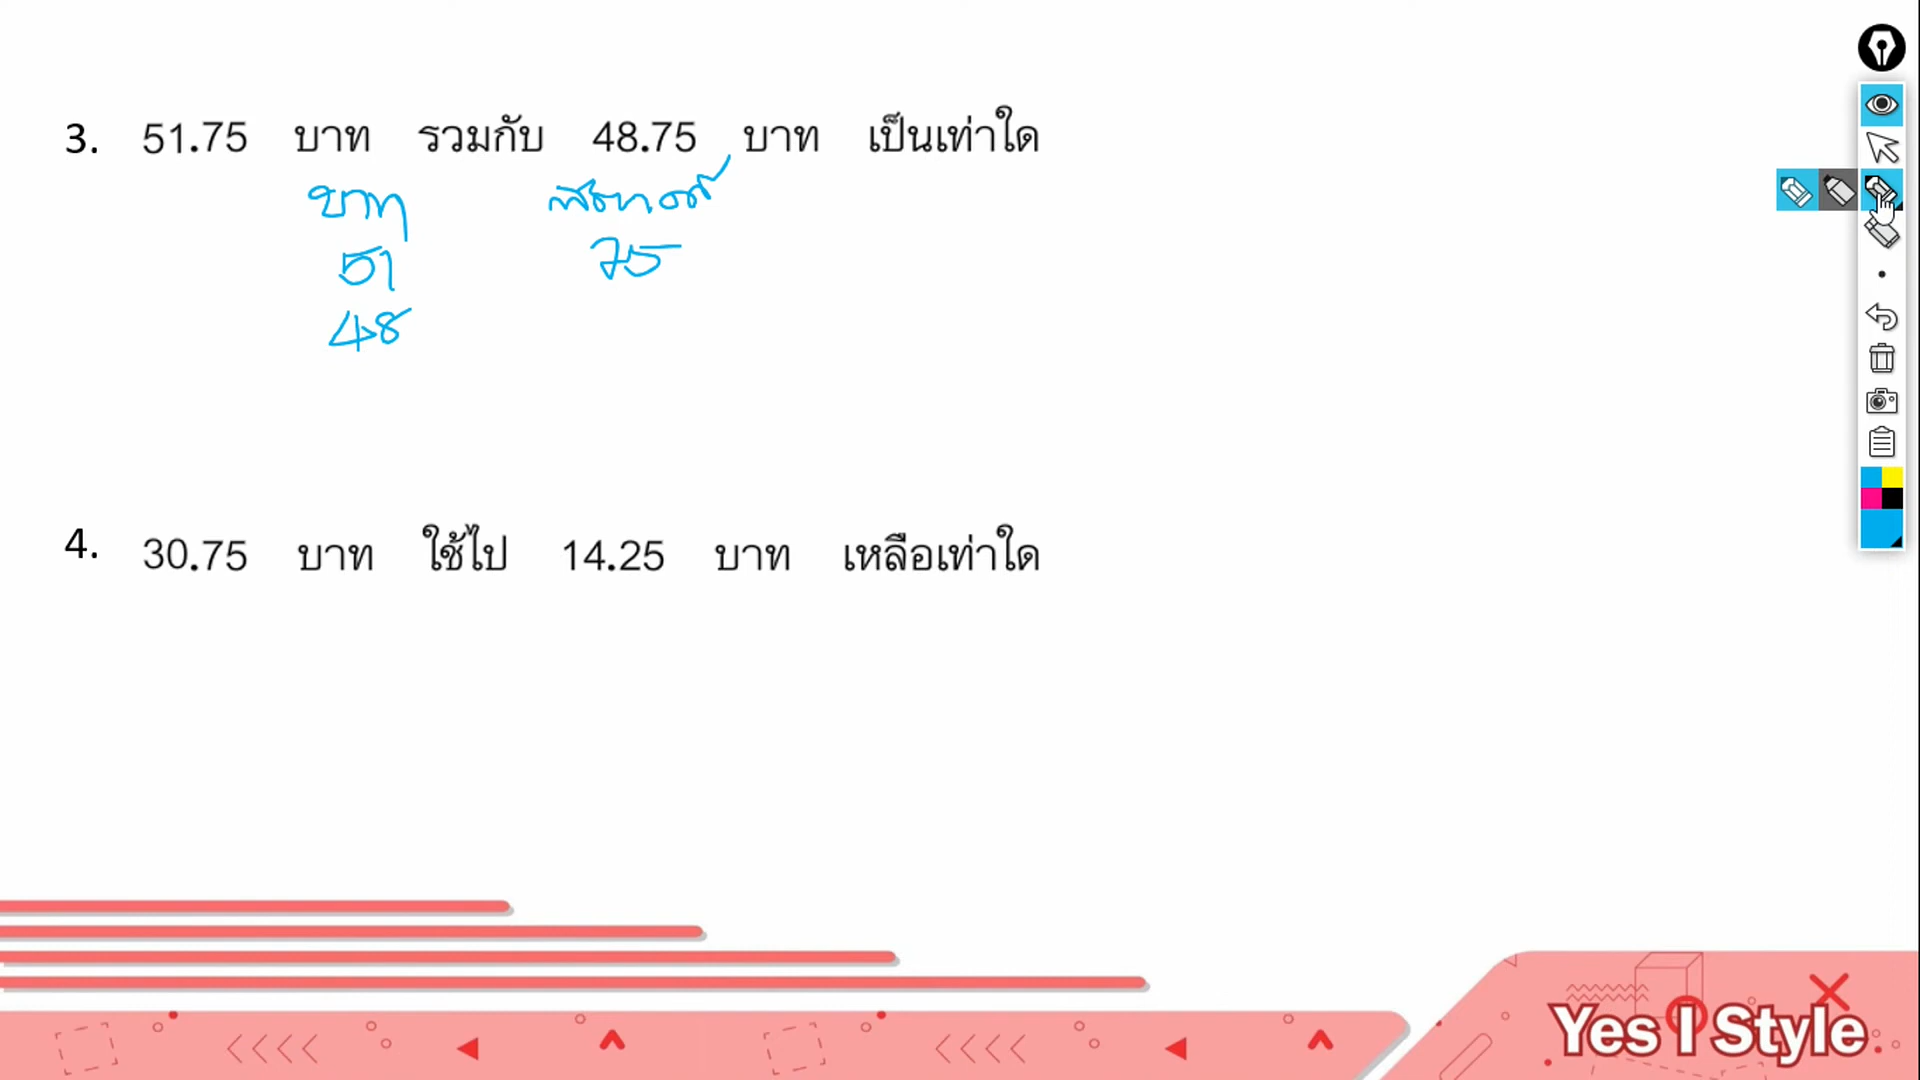 3. 51.75 บาท รวมกับ 48.75 บาท เป็นเท่าใด
บาท สตางค์
51 75
48
4. 30.75 บาท ใช้ไป 14.25 บาท เหลือเท่าใด
Yes I Style